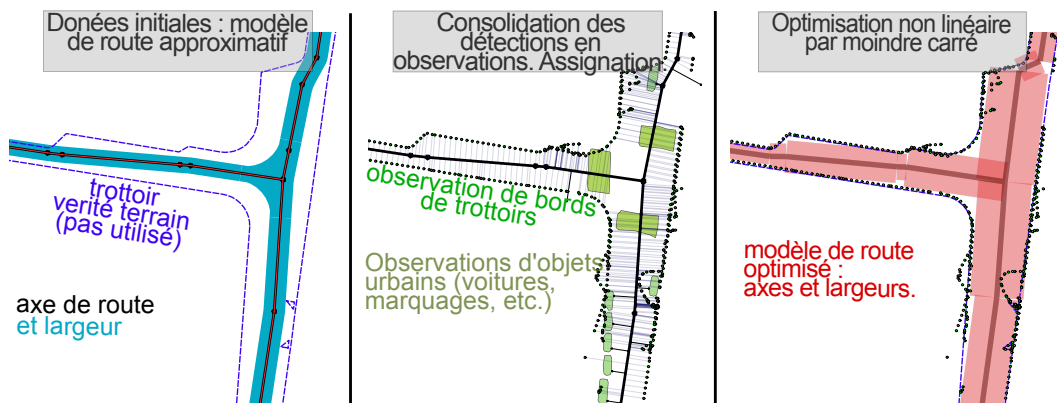 Donées initiales : modèle
de route approximatif
trottoir
verité terrain
(pas utilisé)
axe de route
et largeur
Consolidation des
détections en
observations. Assignation.
observation de bords
de trottoirs
Observations d'objets
urbains (voitures,
marquages, etc.)
Optimisation non linéaire
par moindre carré
modèle de route
optimisé :
axes et largeurs.